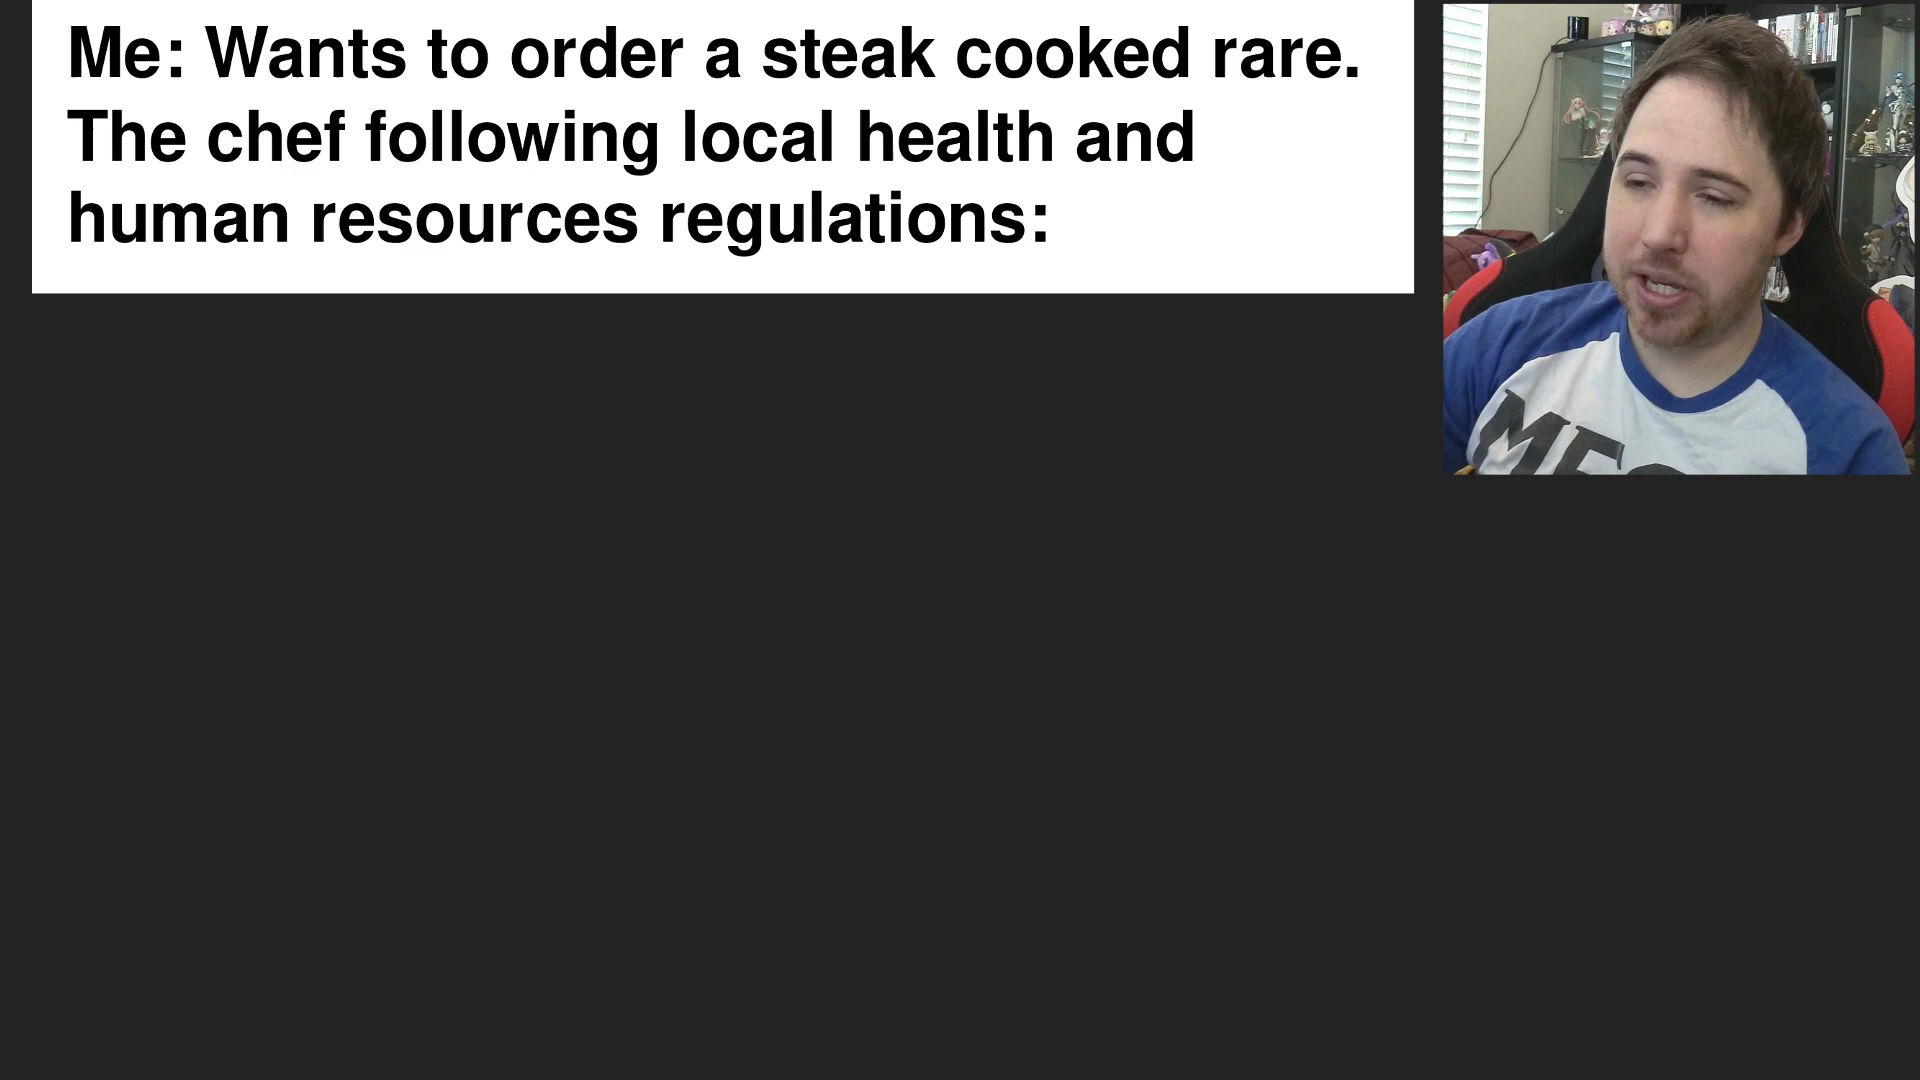 Me: Wants to order a steak cooked rare.
The chef following local health and
human resources regulations: